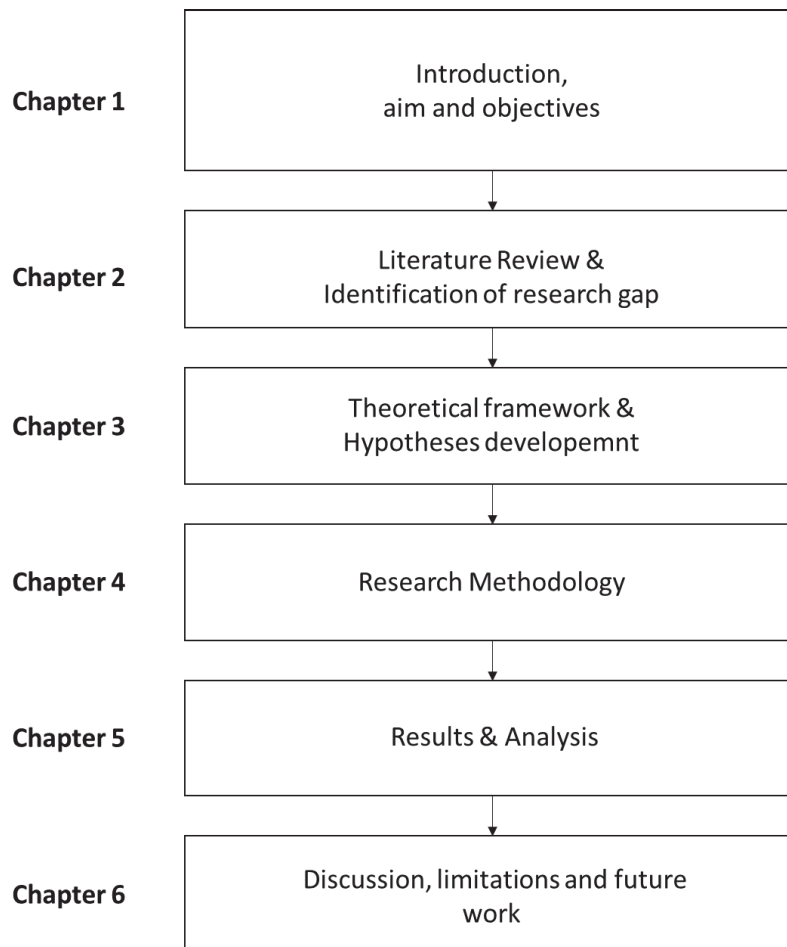 Chapter 1
Introduction,
aim and objectives
Chapter 2
Literature Review &
Identification of research gap
Chapter 3
Theoretical framework &
Hypotheses developemnt
Chapter 4
Research Methodology
Chapter 5
Results & Analysis
Chapter 6
Discussion, limitations and future
work